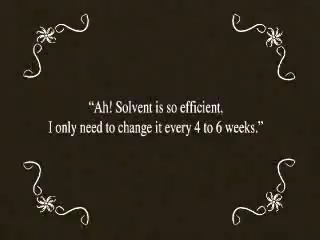 “Ah! Solvent is so efficient,
I only need to change it every 4 to 6 weeks.”